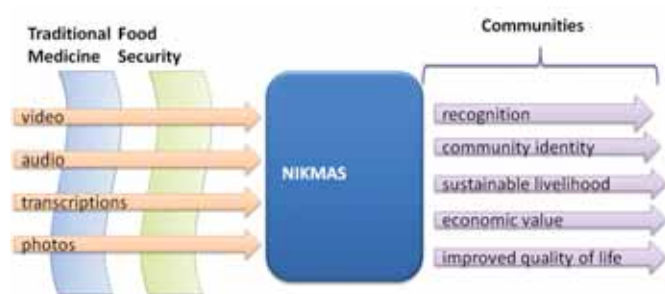 Traditional Food
Medicine Security
Communities
video
audio
transcriptions
photos
NIKMAS
recognition
community identity
sustainable livelihood
economic value
improved quality of life